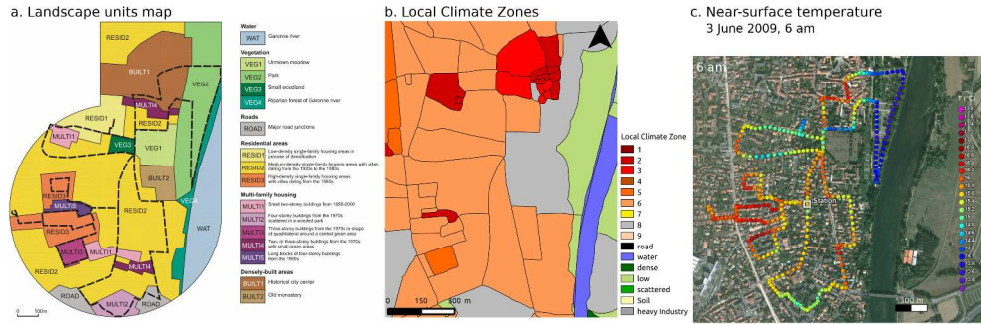 a. Landscape units map
b. Local Climate Zones
c. Near-surface temperature
3 June 2009, 6 am
RESID2
BUILT1
VEG2
MULTI4
RESID2
RESID1
MULTI1
VEG3
VEG1
BUILT2
RESID3
MULTI5
RESID3
RESID2
VEG4
WAT
MULTI3
MULTI1
MULTI4
RESID2
ROAD
MULTI2
ROAD
0 100m
Water
WAT Garonne river
Vegetation
VEG1
VEG2 Park
VEG3 Small woodland
VEG4 Riparian forest of Garonne river
Roads
ROAD Major road junctions
Residential areas
RESID1 Low-density single-family housing areas in
process of densification
RESID2 Medium-density single-family housing areas with villas
dating from the 1920s to the 1980s
RESID3 High-density single-family housing areas
with villas dating from the 1960s
Multi-family housing
MULTI1 Small two-storey buildings from 1990-2000
MULTI2 Four-storey buildings from the 1970s
scattered in a wooded park
MULTI3 Three-storey buildings from the 1970s in shape
of quadrilateral around a central green area
MULTI4 Two- or three-storey buildings from the 1970s
with small green areas
MULTI5 Long blocks of four-storey buildings
from the 1960s
Densely-built areas
BUILT1 Historical city center
BUILT2 Old monastery
0 150 300 m
Local Climate Zone
1
2
3
4
5
6
7
8
9
road
water
dense
low
scattered
Soil
heavy Industry
6 am
Station
300 m